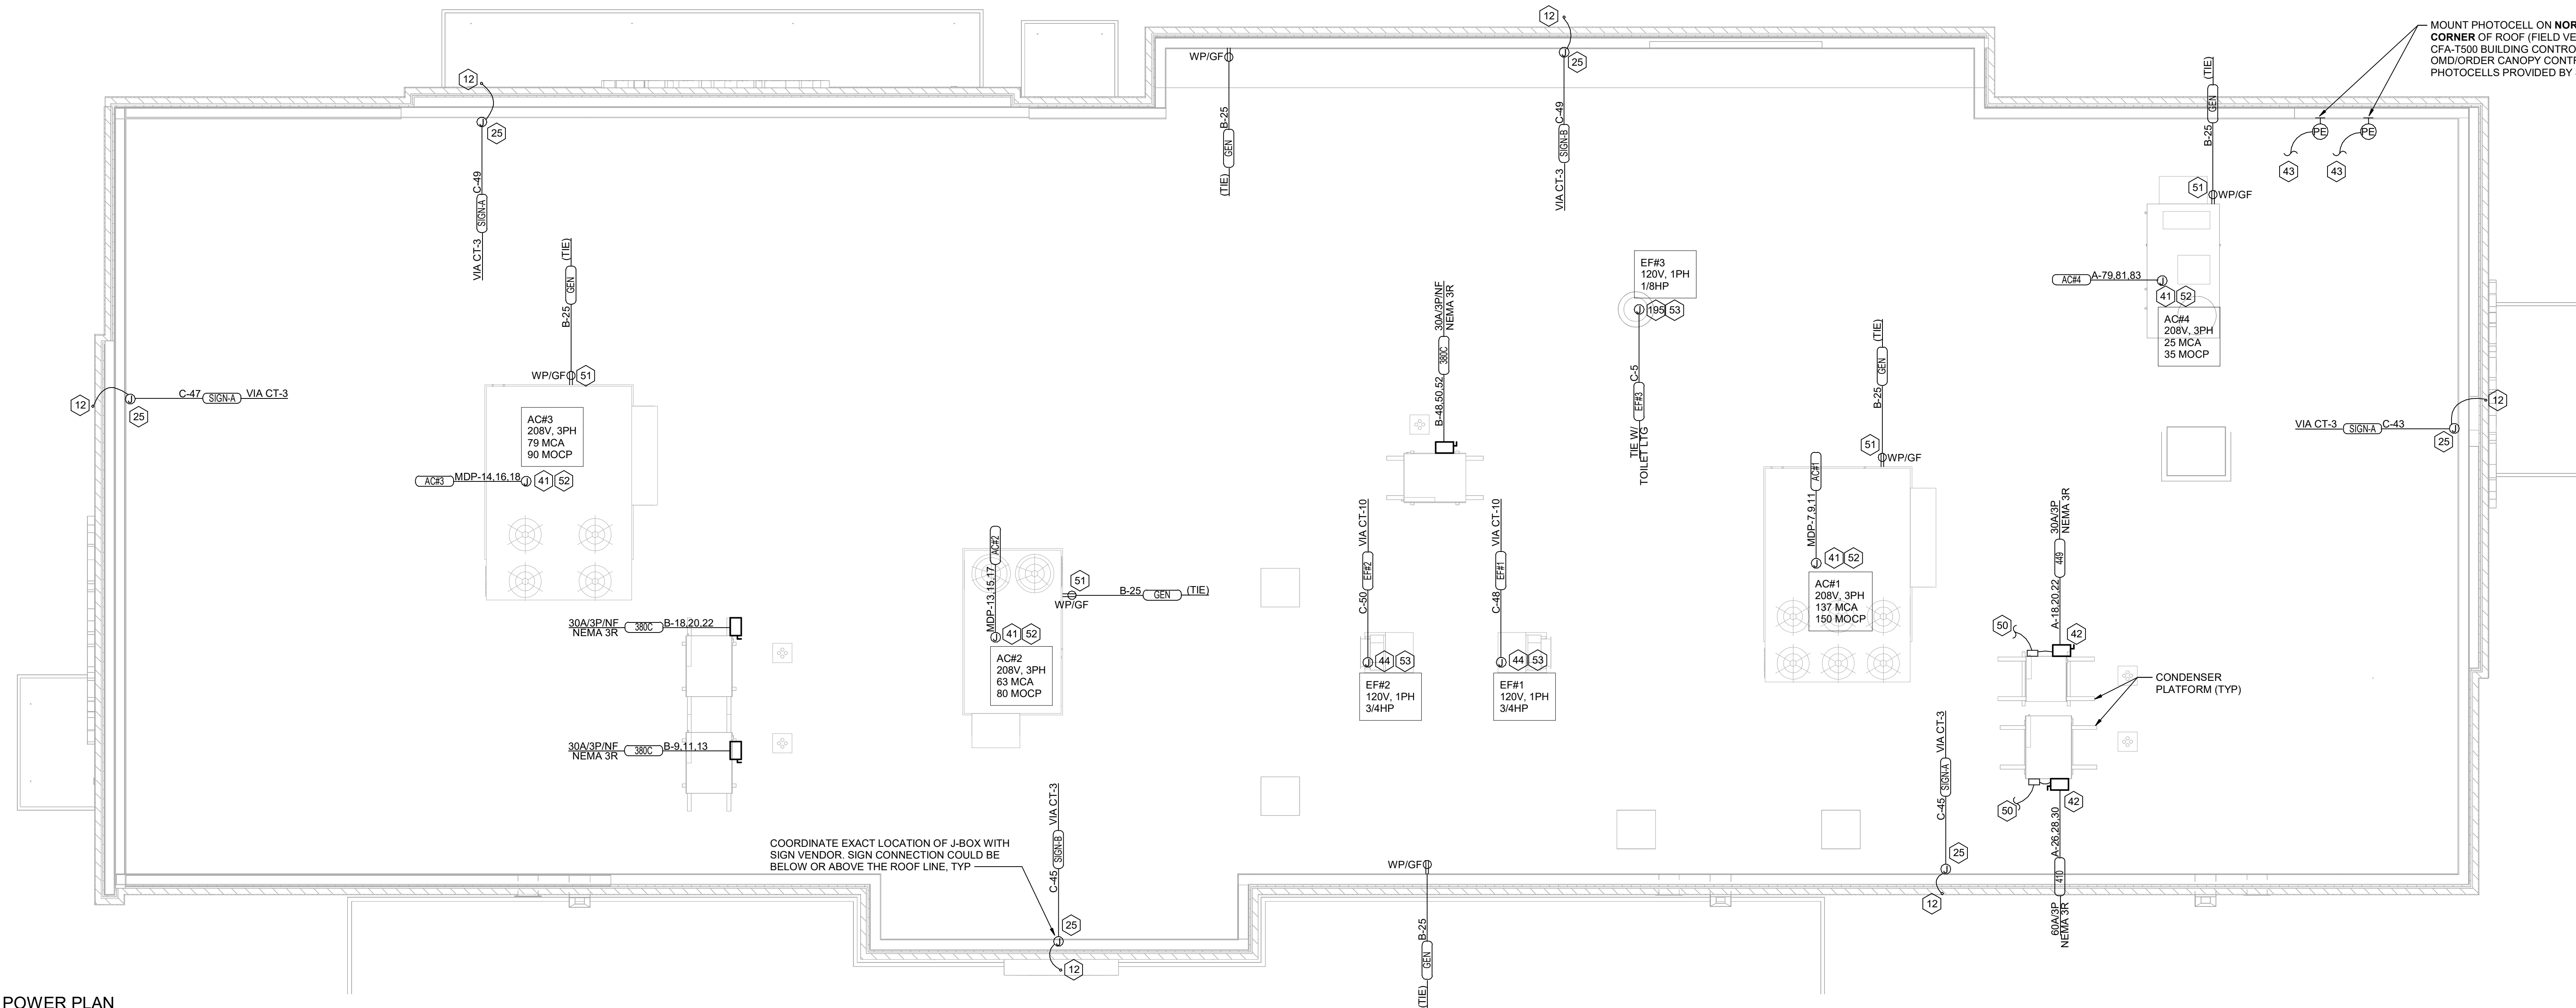 12
MOUNT PHOTOCELL ON NOR
CORNER OF ROOF (FIELD VE
CFA-T500 BUILDING CONTRO
OMD/ORDER CANOPY CONTR
PHOTOCELLS PROVIDED BY
WP/GF
25
12
(TIE)
GEN
B-25
25
B-25
GEN
(TIE)
C-49
SIGN-B
VIA CT-3
PE
PE
43
43
C-49
SIGN-A
VIA CT-3
51
WP/GF
(TIE)
GEN
B-25
WP/GF
51
EF#3
120V, 1PH
1/8HP
J
195
53
C-5
EF#3
TIE W/
TOILET LTG
AC#4
A-79,81,83
J
41
52
AC#4
208V, 3PH
25 MCA
35 MOCP
30A/3P/NF
NEMA 3R
380C
B-48,50,52
(TIE)
GEN
B-25
51
WP/GF
12
J
25
C-47
SIGN-A
VIA CT-3
AC#3
208V, 3PH
79 MCA
90 MOCP
AC#3
MDP-14,16,18
J
41
52
VIA CT-3
SIGN-A
C-43
J
12
25
AC#1
MDP-7,9,11
J
41
52
AC#1
208V, 3PH
137 MCA
150 MOCP
AC#2
MDP-13,15,17
J
41
52
AC#2
208V, 3PH
63 MCA
80 MOCP
51
WP/GF
B-25
GEN
(TIE)
VIA CT-10
EF#2
C-50
J
44
53
EF#2
120V, 1PH
3/4HP
VIA CT-10
EF#1
C-48
J
44
53
EF#1
120V, 1PH
3/4HP
30A/3P
NEMA 3R
449
A-18,20,22
50
42
CONDENSER
PLATFORM (TYP)
30A/3P/NF
NEMA 3R
380C
B-18,20,22
30A/3P/NF
NEMA 3R
380C
B-9,11,13
50
42
A-26,28,30
410
60A/3P
NEMA 3R
VIA CT-3
SIGN-A
C-45
25
J
12
COORDINATE EXACT LOCATION OF J-BOX WITH
SIGN VENDOR. SIGN CONNECTION COULD BE
BELOW OR ABOVE THE ROOF LINE, TYP
VIA CT-3
SIGN-B
C-45
25
J
12
WP/GF
B-25
GEN
(TIE)
POWER PLAN